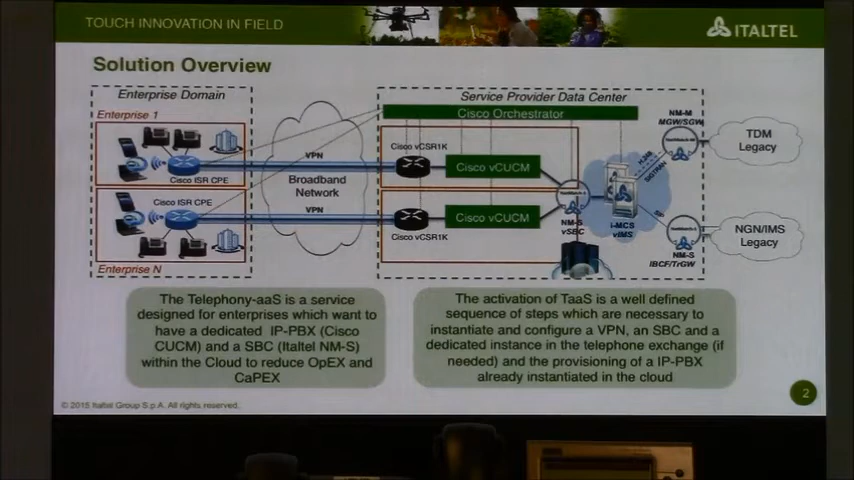 TOUCH INNOVATION IN FIELD
ITALTEL
Solution Overview
Enterprise Domain
Service Provider Data Center
Enterprise 1
Cisco Orchestrator
NM-M
MGW/SGW
TDM
Legacy
Cisco vCSR1K
VPN
Cisco vCUCM
Cisco ISR CPE
Broadband
Network
H.248
SIGTRAN
Cisco ISR CPE
VPN
Cisco vCUCM
Cisco vCSR1K
NM-S
vSBC
i-MCS
vIMS
SIP
NGN/IMS
Legacy
NM-S
IBCF/TrGW
Enterprise N
The Telephony-aaS is a service
designed for enterprises which want to
have a dedicated IP-PBX (Cisco
CUCM) and a SBC (Italtel NM-S)
within the Cloud to reduce OpEX and
CaPEX
The activation of TaaS is a well defined
sequence of steps which are necessary to
instantiate and configure a VPN, an SBC and a
dedicated instance in the telephone exchange (if
needed) and the provisioning of a IP-PBX
already instantiated in the cloud
2
© 2015 Italtel Group S.p.A. All rights reserved.